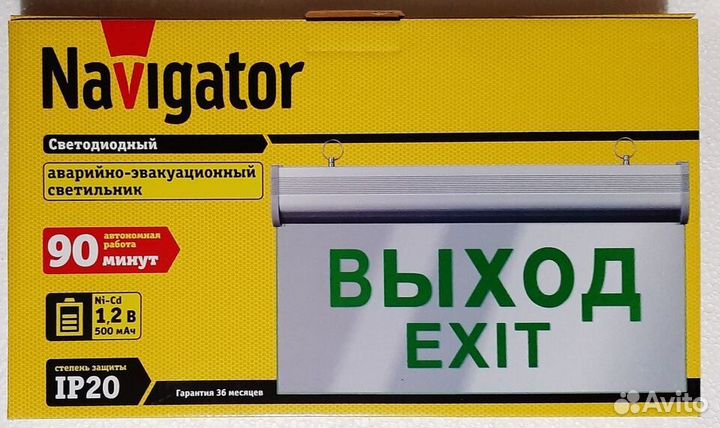 Navigator
Светодиодный
аварийно-эвакуационный
светильник
90 автономная
работа
минут
Ni-Cd
1,2 В
500 мАч
степень защиты
IP20
Гарантия 36 месяцев
ВЫХОД
EXIT
Avito